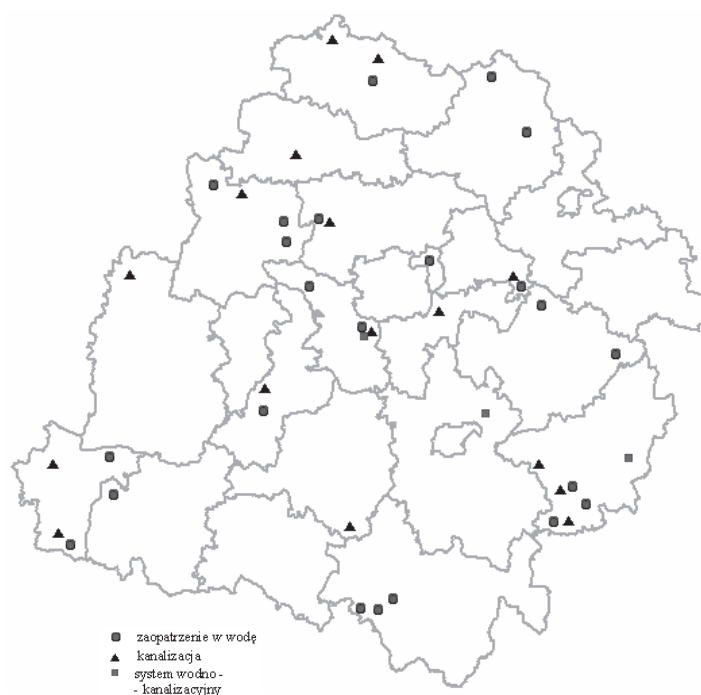 zaopatrzenie w wodę
kanalizacja
system wodno -
- kanalizacyjny